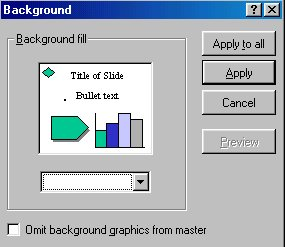 Background
Background fill
Title of Slide
Bullet text
Apply to all
Apply
Cancel
Preview
Omit background graphics from master